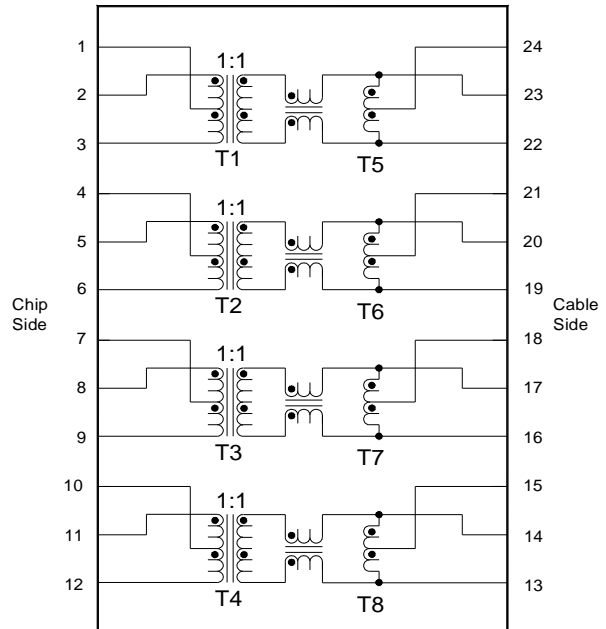 1 24
1:1
2 23
3 22
T1 T5
4 21
1:1
5 20
6 19
T2 T6
Chip
Side
Cable
Side
7 18
1:1
8 17
9 16
T3 T7
10 15
1:1
11 14
12 13
T4 T8